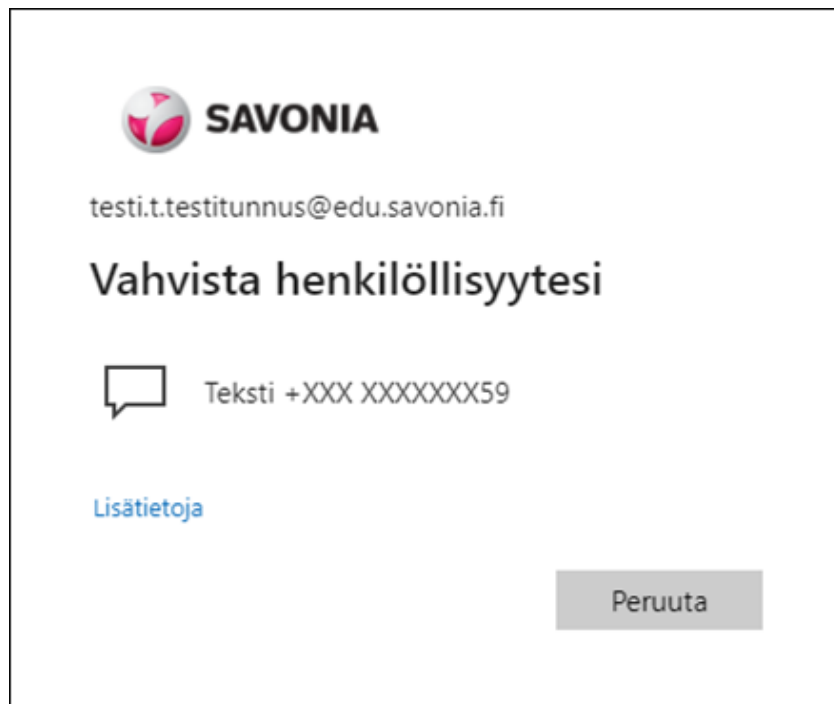 SAVONIA
testi.t.testitunnus@edu.savonia.fi
Vahvista henkilöllisyytesi
Teksti +XXX XXXXXXX59
Lisätietoja
Peruuta